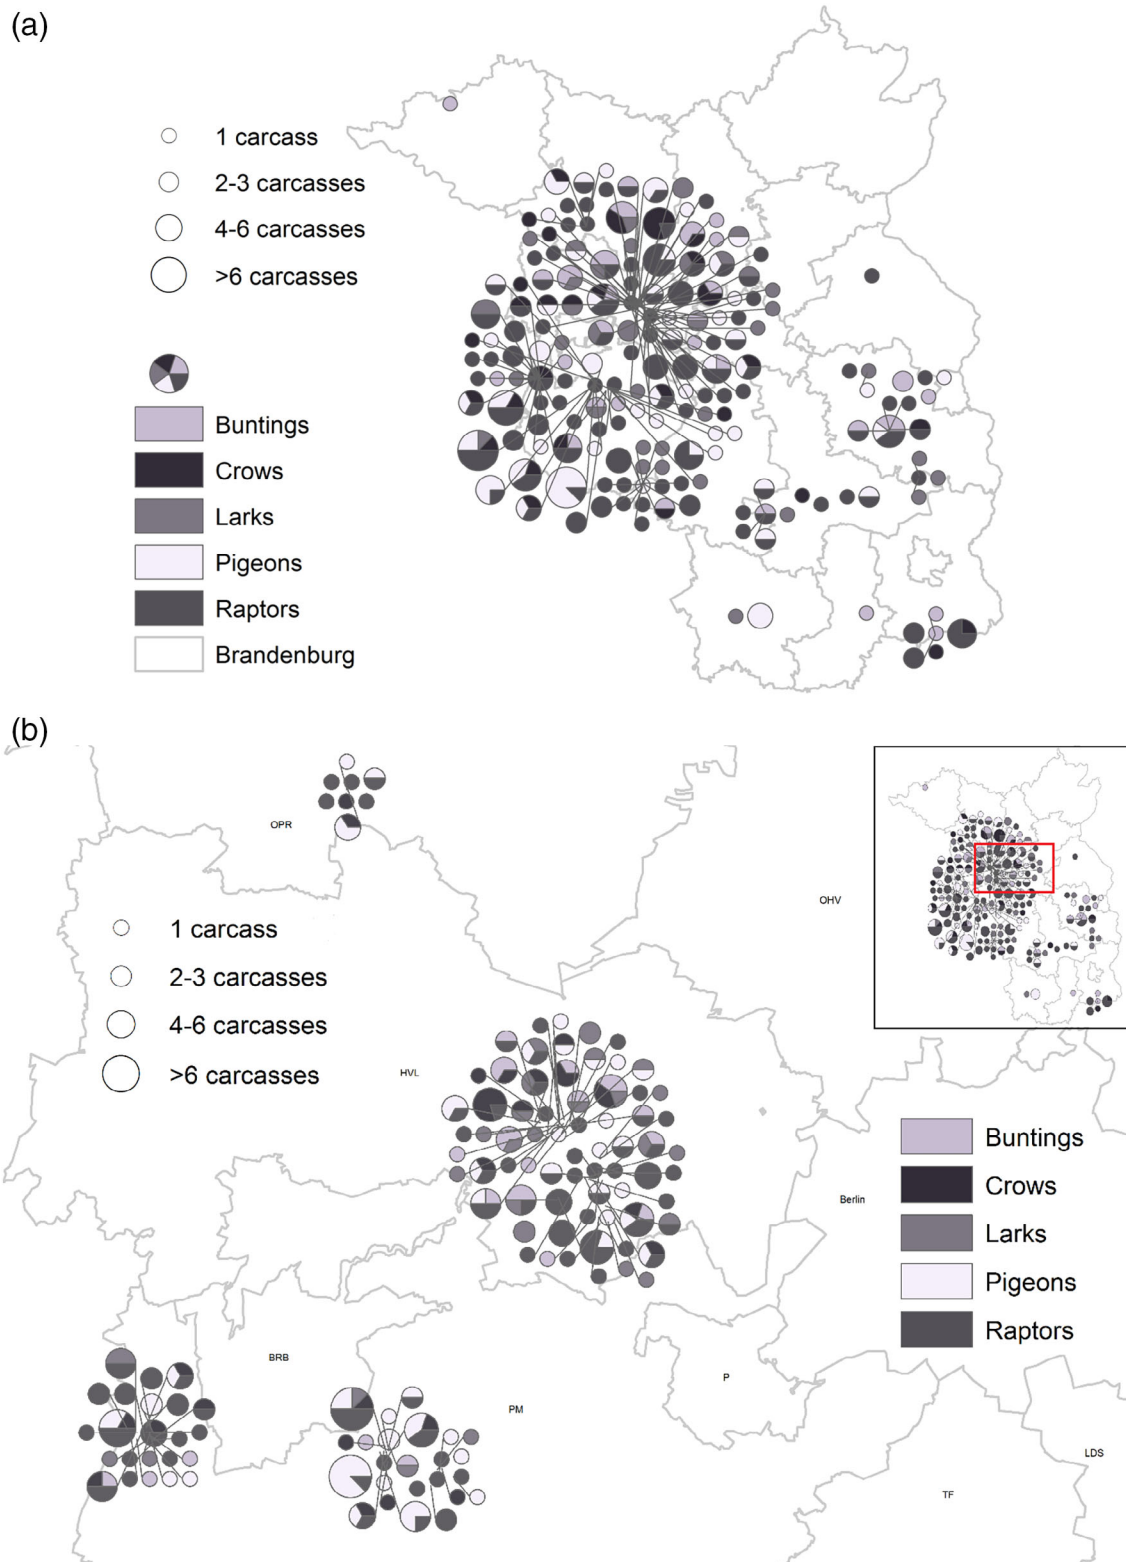 (a)
1 carcass
2-3 carcasses
4-6 carcasses
>6 carcasses
Buntings
Crows
Larks
Pigeons
Raptors
Brandenburg
(b)
OPR
OHV
1 carcass
2-3 carcasses
4-6 carcasses
>6 carcasses
HVL
Buntings
Crows
Larks
Pigeons
Raptors
Berlin
BRB
P
PM
LDS
TF